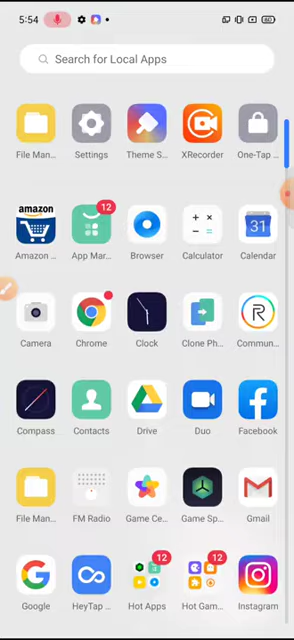 5:54
60
Search for Local Apps
File Man... Settings Theme S... XRecorder One-Tap ...
amazon
12
31
Amazon ... App Mar... Browser Calculator Calendar
R
Camera Chrome Clock Clone Ph... Commun...
Compass Contacts Drive Duo Facebook
File Man... FM Radio Game Ce... Game Sp... Gmail
12 12
Google HeyTap ... Hot Apps Hot Gam... Instagram